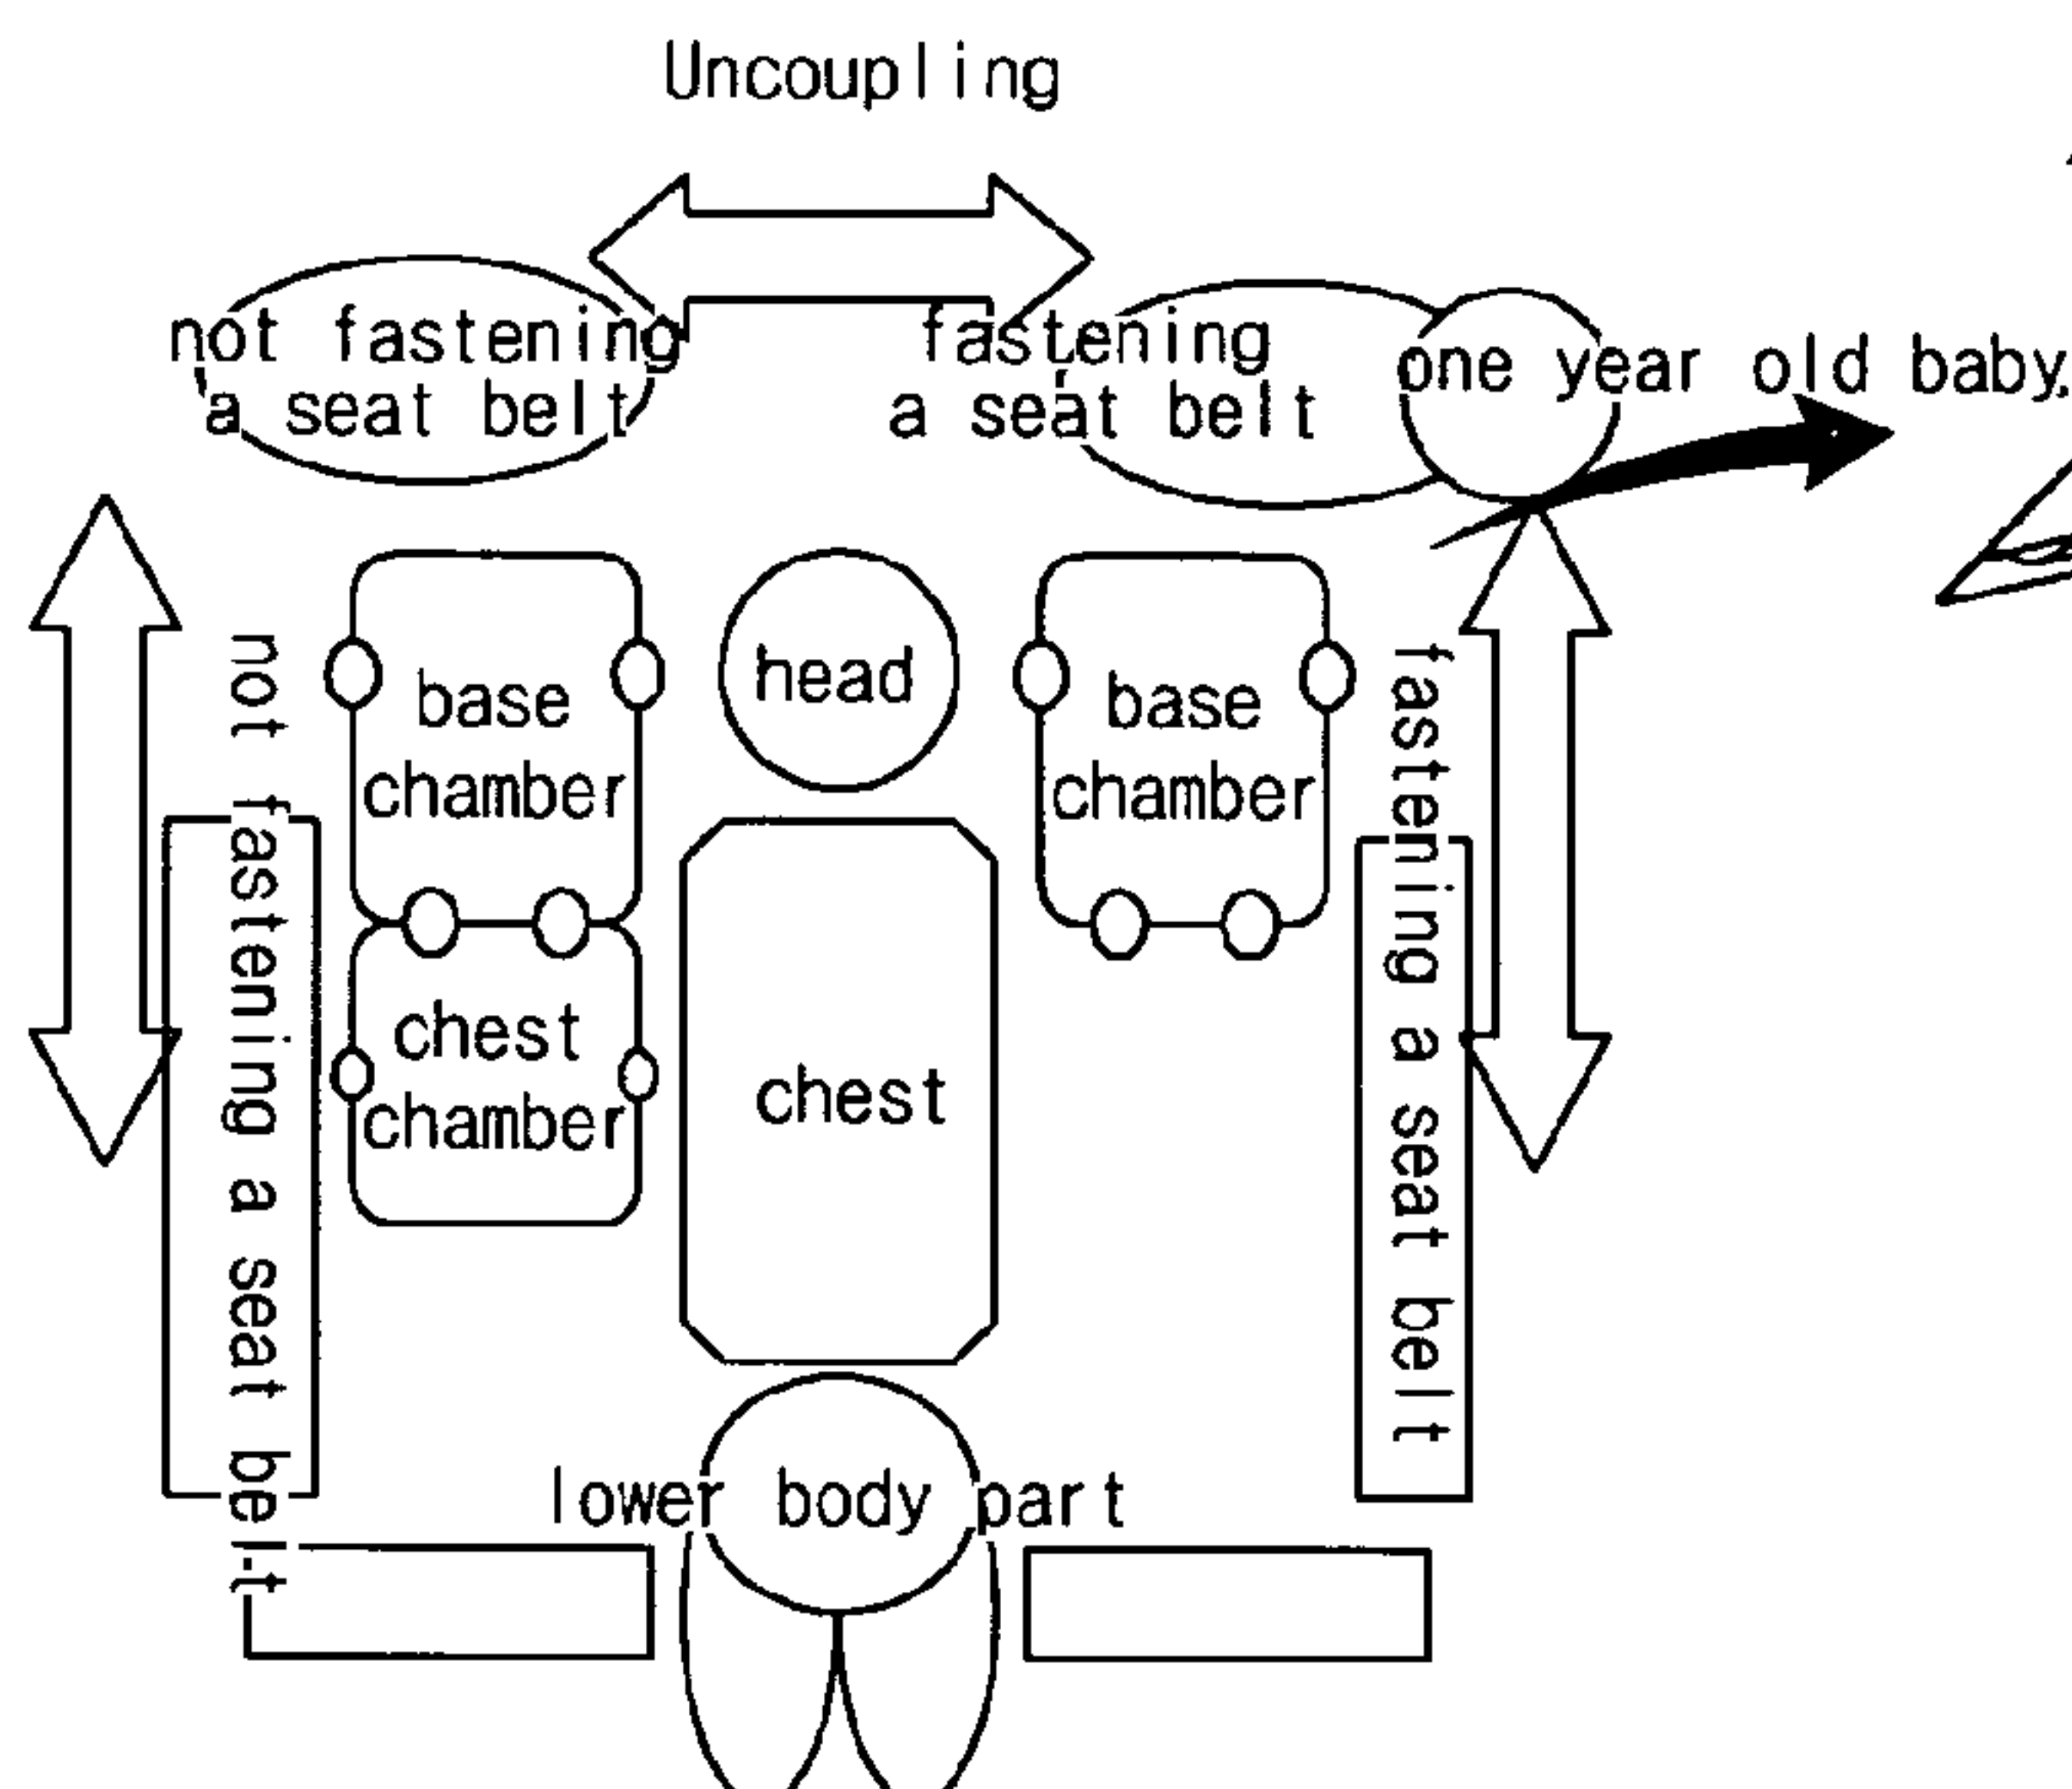 Uncoupling
not fastening
a seat belt
fastening
a seat belt
one year old baby,
not fastening a seat belt
base
chamber
head
base
chamber
fastening a seat belt
chest
chamber
chest
lower body part